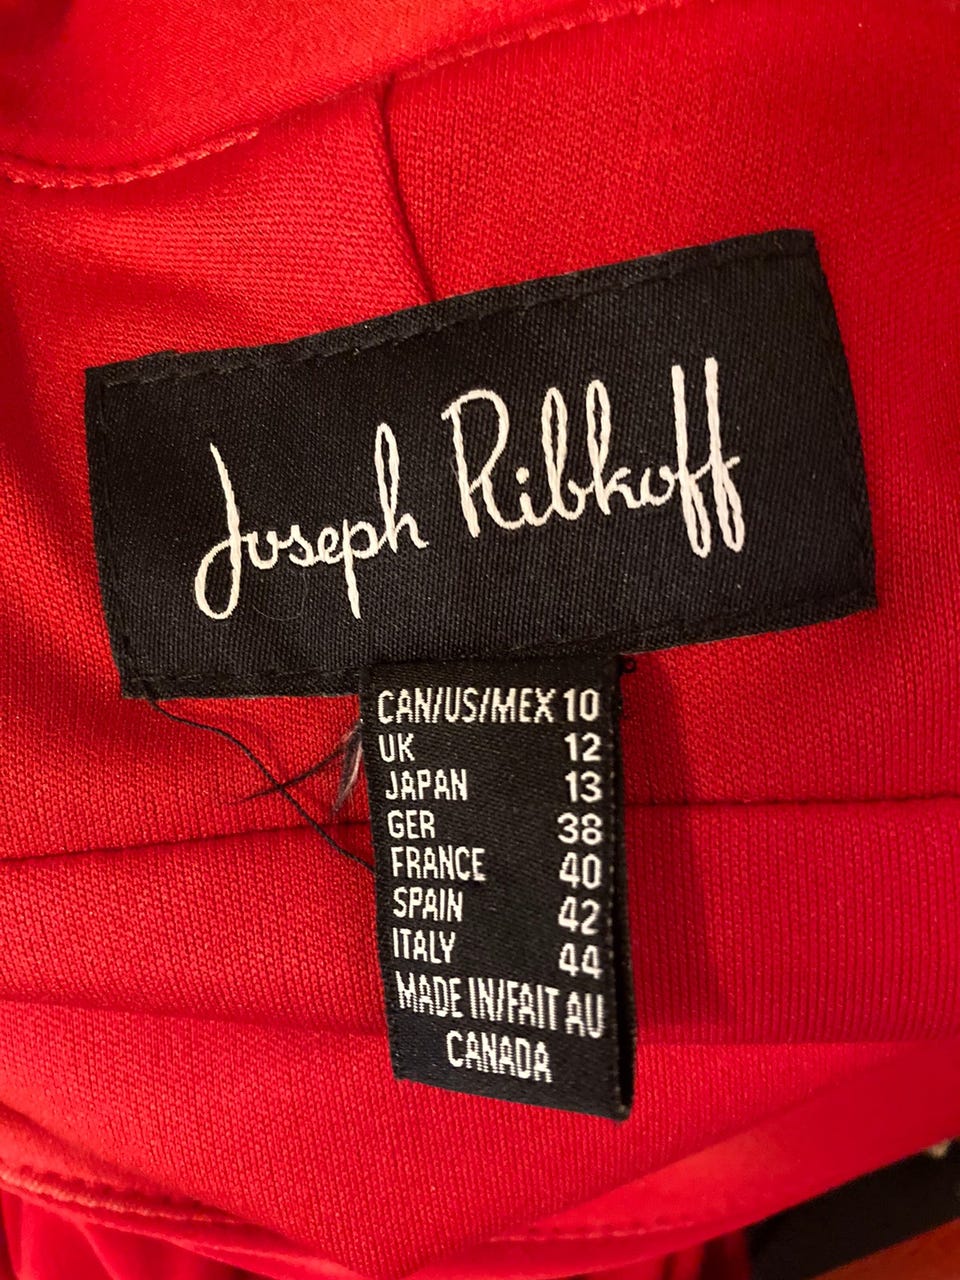 Joseph Ribkoff
CAN/US/MEX 10
UK 12
JAPAN 13
GER 38
FRANCE 40
SPAIN 42
ITALY 44
MADE IN/FAIT AU
CANADA